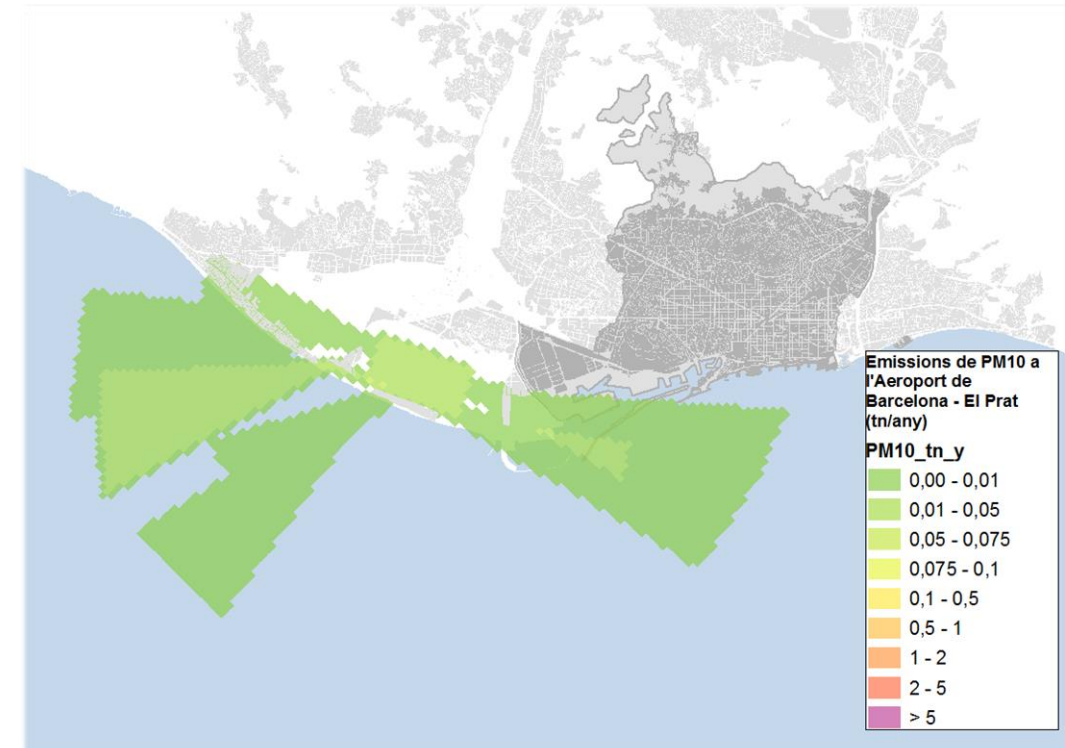 Emissions de PM10 a
l'Aeroport de
Barcelona - El Prat
(tn/any)
PM10_tn_y
0,00 - 0,01
0,01 - 0,05
0,05 - 0,075
0,075 - 0,1
0,1 - 0,5
0,5 - 1
1 - 2
2 - 5
> 5